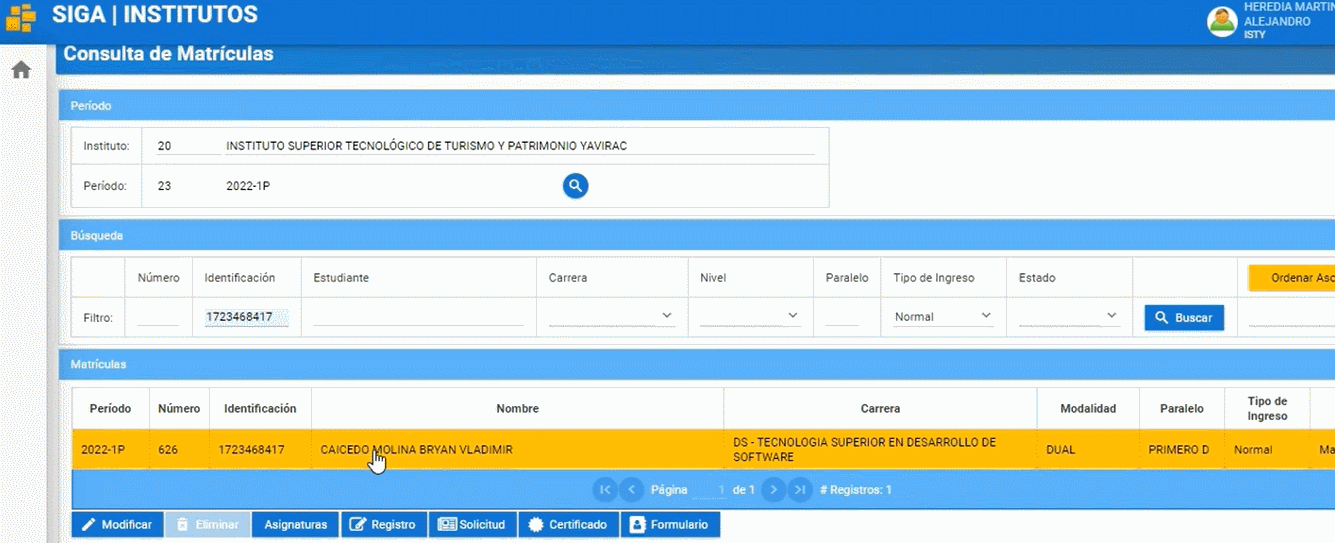 SIGA | INSTITUTOS
HEREDIA MARTIN
ALEJANDRO
ISTY
Consulta de Matrículas
Período
Instituto: 20 INSTITUTO SUPERIOR TECNOLÓGICO DE TURISMO Y PATRIMONIO YAVIRAC
Período: 23 2022-1P
Búsqueda
Número Identificación Estudiante Carrera Nivel Paralelo Tipo de Ingreso Estado Ordenar Asc
Filtro: 1723468417 Normal Buscar
Matrículas
Período Número Identificación Nombre Carrera Modalidad Paralelo Tipo de
Ingreso
2022-1P 626 1723468417 CAICEDO MOLINA BRYAN VLADIMIR DS - TECNOLOGIA SUPERIOR EN DESARROLLO DE
SOFTWARE DUAL PRIMERO D Normal Ma
Página 1 de 1 # Registros: 1
Modificar Eliminar Asignaturas Registro Solicitud Certificado Formulario